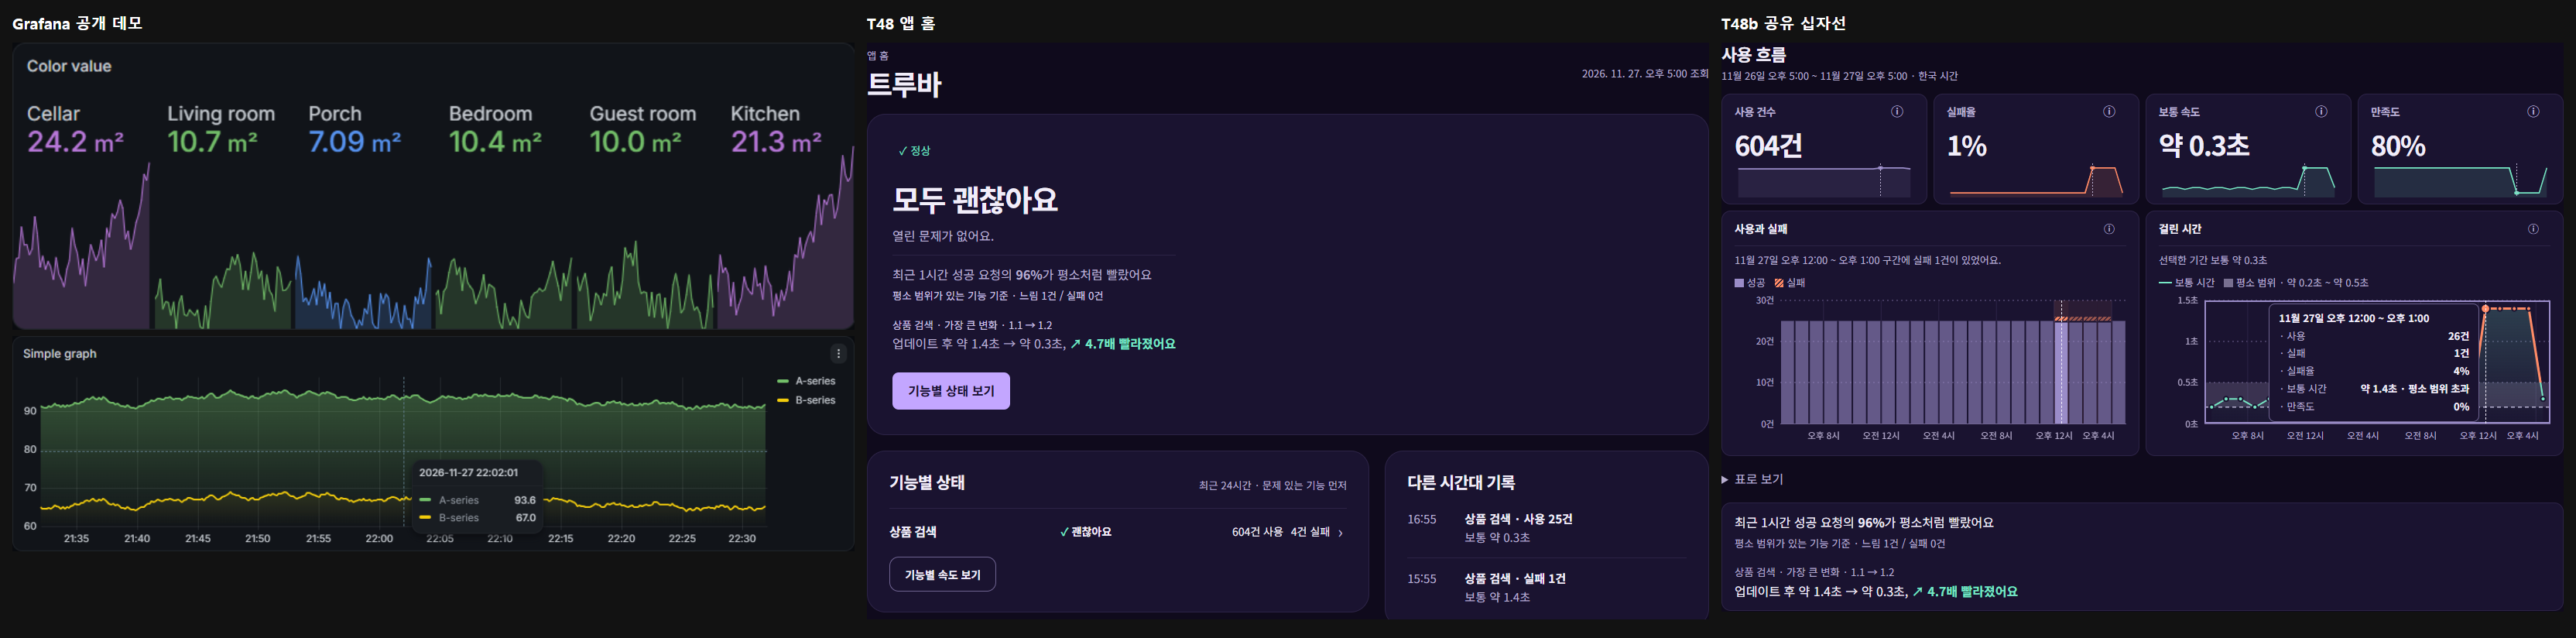 Grafana 공개 데모
Color value
Cellar
24.2 m²
Living room
10.7 m²
Porch
7.09 m²
Bedroom
10.4 m²
Guest room
10.0 m²
Kitchen
21.3 m²
Simple graph
A-series
B-series
90
80
70
60
2026-11-27 22:02:01
A-series 93.6
B-series 67.0
21:35 21:40 21:45 21:50 21:55 22:00 22:05 22:10 22:15 22:20 22:25 22:30
T48 앱 홈
앱 홈
트루바
2026. 11. 27. 오후 5:00 조회
✓ 정상
모두 괜찮아요
열린 문제가 없어요.
최근 1시간 성공 요청의 96%가 평소처럼 빨랐어요
평소 범위가 있는 기능 기준 · 느림 1건 / 실패 0건
상품 검색 · 가장 큰 변화 · 1.1 → 1.2
업데이트 후 약 1.4초 → 약 0.3초, ↗ 4.7배 빨라졌어요
기능별 상태 보기
기능별 상태
최근 24시간 · 문제 있는 기능 먼저
상품 검색 ✓ 괜찮아요 604건 사용 4건 실패 ›
기능별 속도 보기
다른 시간대 기록
16:55 상품 검색 · 사용 25건
보통 약 0.3초
15:55 상품 검색 · 실패 1건
보통 약 1.4초
T48b 공유 십자선
사용 흐름
11월 26일 오후 5:00 ~ 11월 27일 오후 5:00 · 한국 시간
사용 건수 ⓘ
604건
실패율 ⓘ
1%
보통 속도 ⓘ
약 0.3초
만족도 ⓘ
80%
사용과 실패 ⓘ
11월 27일 오후 12:00 ~ 오후 1:00 구간에 실패 1건이 있었어요.
성공 실패
30건
20건
10건
0건
오후 8시 오전 12시 오전 4시 오전 8시 오후 12시 오후 4시
걸린 시간 ⓘ
선택한 기간 보통 약 0.3초
보통 시간 평소 범위 · 약 0.2초 ~ 약 0.5초
1.5초
1초
0.5초
0초
11월 27일 오후 12:00 ~ 오후 1:00
· 사용 26건
· 실패 1건
· 실패율 4%
· 보통 시간 약 1.4초 · 평소 범위 초과
· 만족도 0%
오후 8시 오전 12시 오전 4시 오전 8시 오후 12시 오후 4시
▶ 표로 보기
최근 1시간 성공 요청의 96%가 평소처럼 빨랐어요
평소 범위가 있는 기능 기준 · 느림 1건 / 실패 0건
상품 검색 · 가장 큰 변화 · 1.1 → 1.2
업데이트 후 약 1.4초 → 약 0.3초, ↗ 4.7배 빨라졌어요